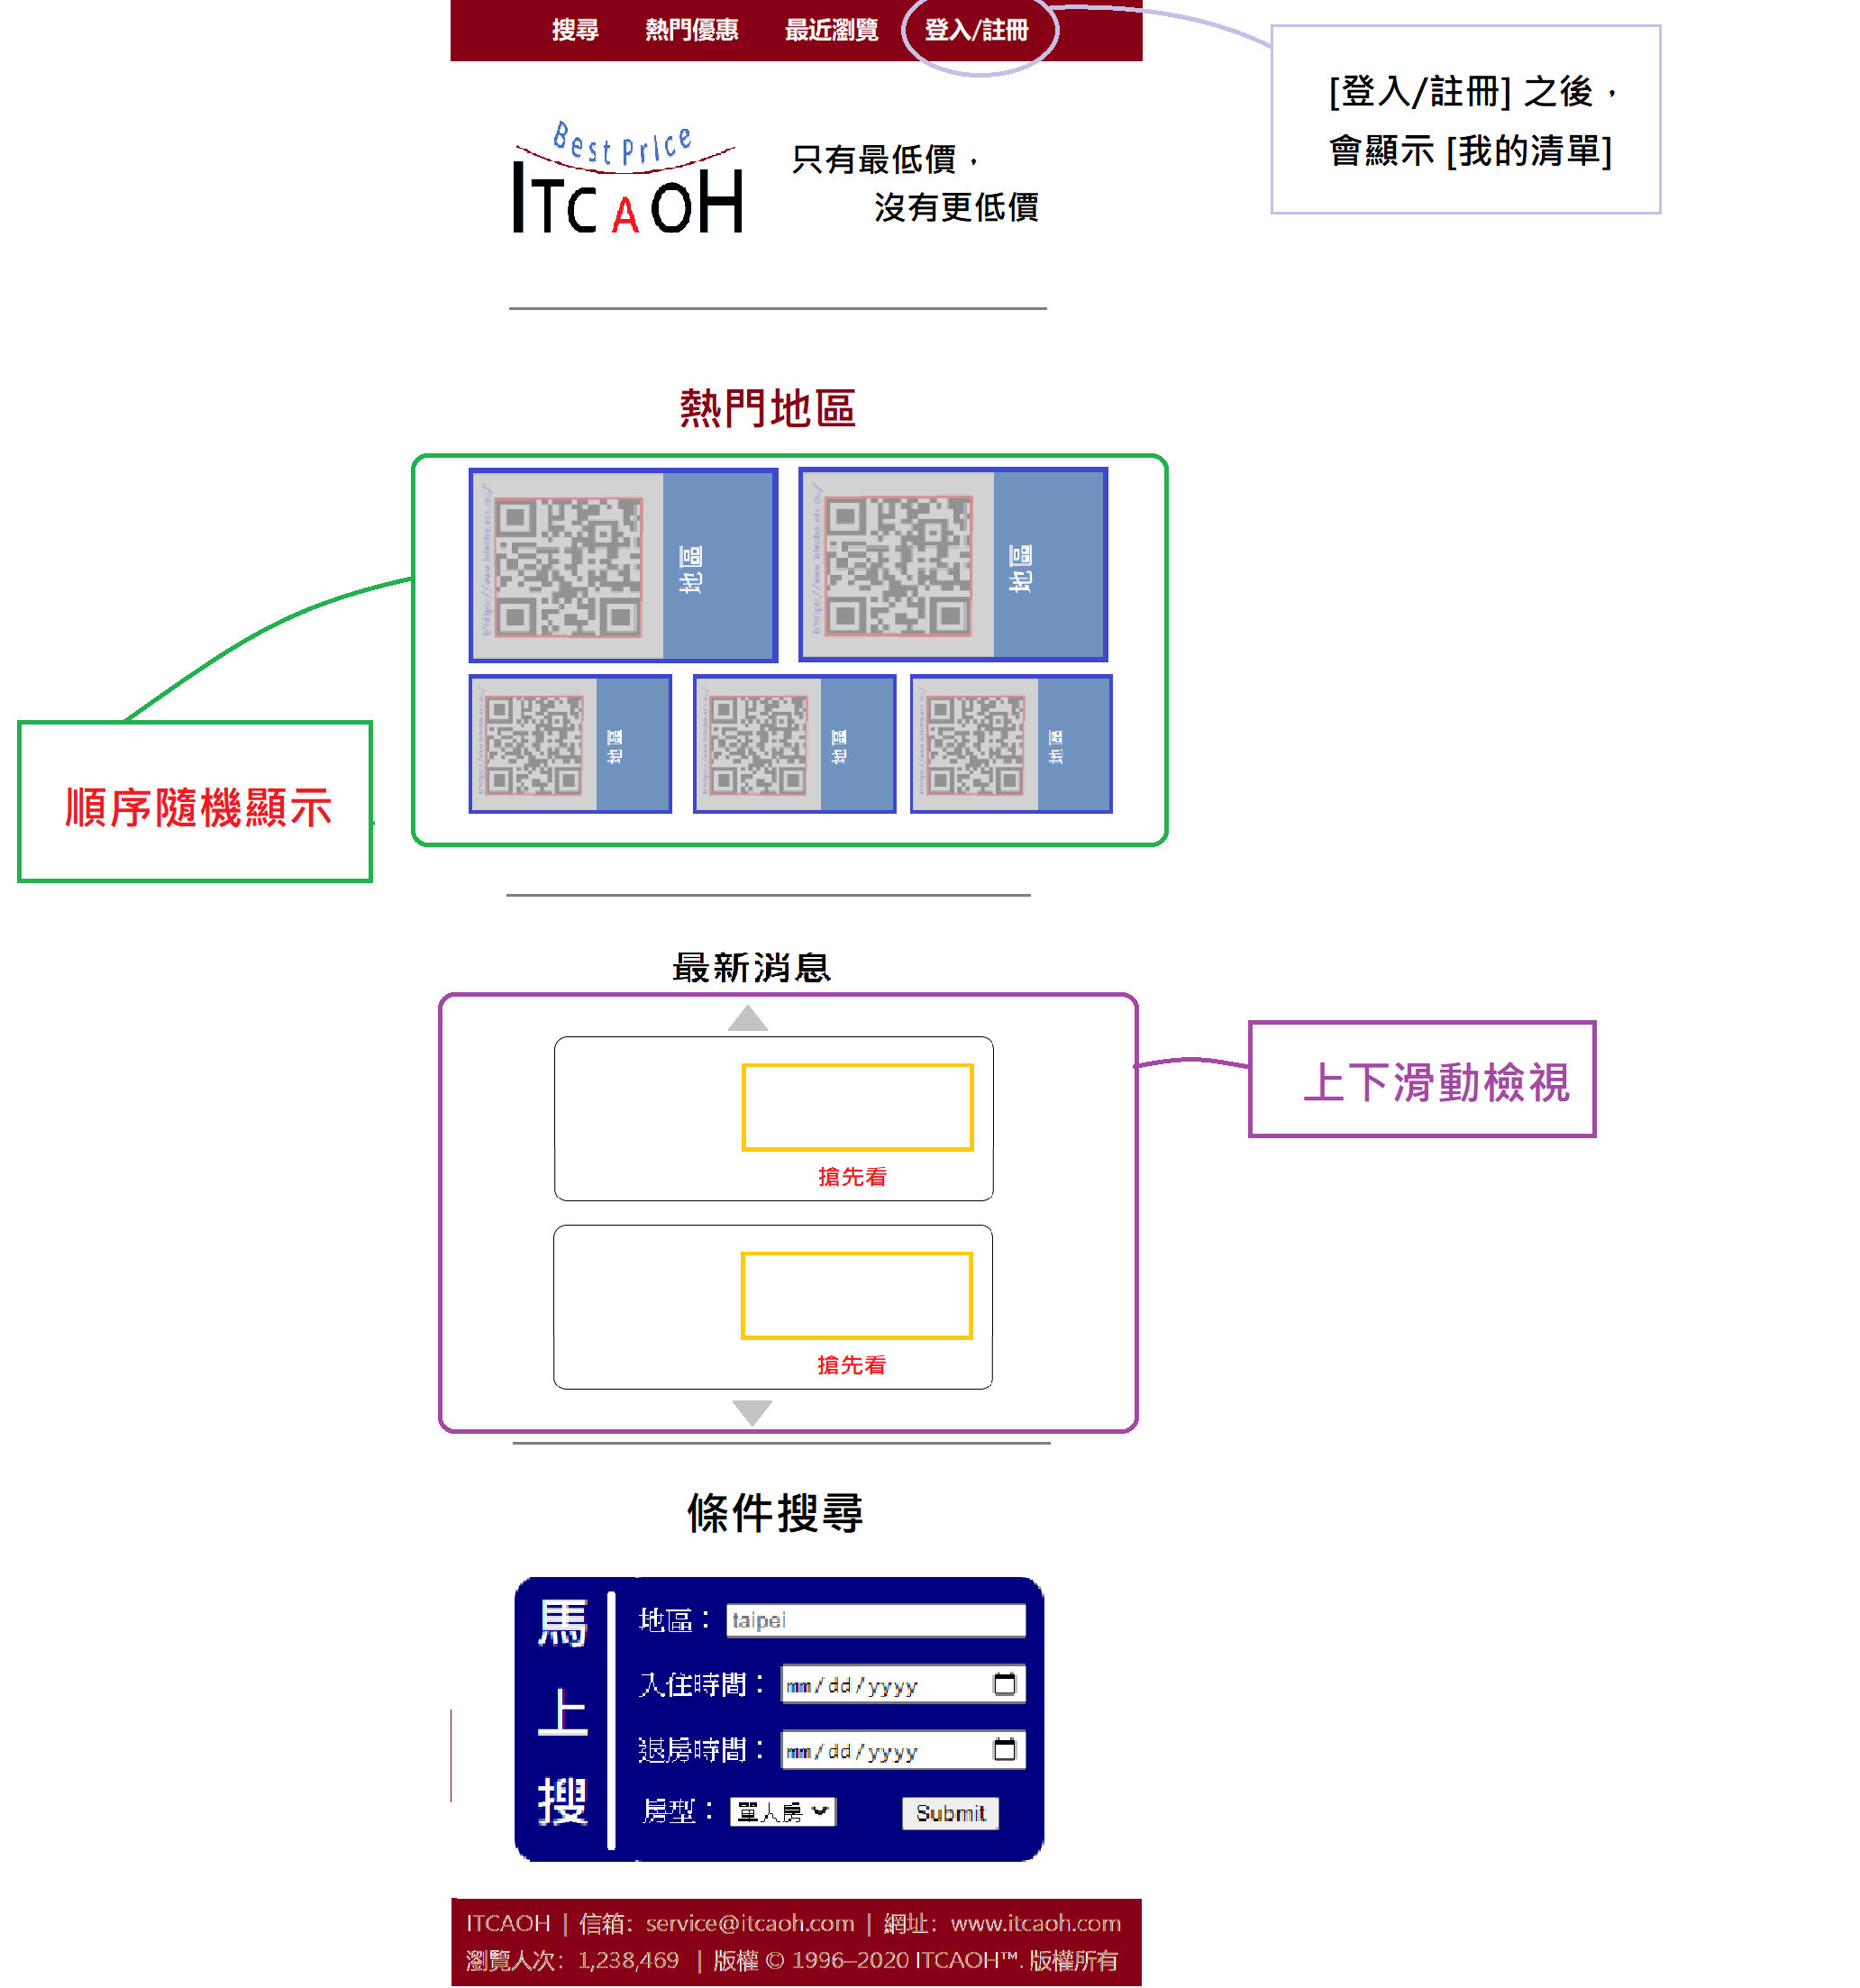 搜尋 熱門優惠 最近瀏覽 登入/註冊
[登入/註冊] 之後，
會顯示 [我的清單]
Best Price
ITCAOH
只有最低價，
沒有更低價
熱門地區
地區
地區
地區
地區
地區
順序隨機顯示
最新消息
搶先看
搶先看
上下滑動檢視
條件搜尋
馬上搜
地區： taipei
入住時間： mm/dd/yyyy
退房時間： mm/dd/yyyy
房型： 單人房 Submit
ITCAOH | 信箱: service@itcaoh.com | 網址: www.itcaoh.com
瀏覽人次: 1,238,469 | 版權 © 1996–2020 ITCAOH™. 版權所有